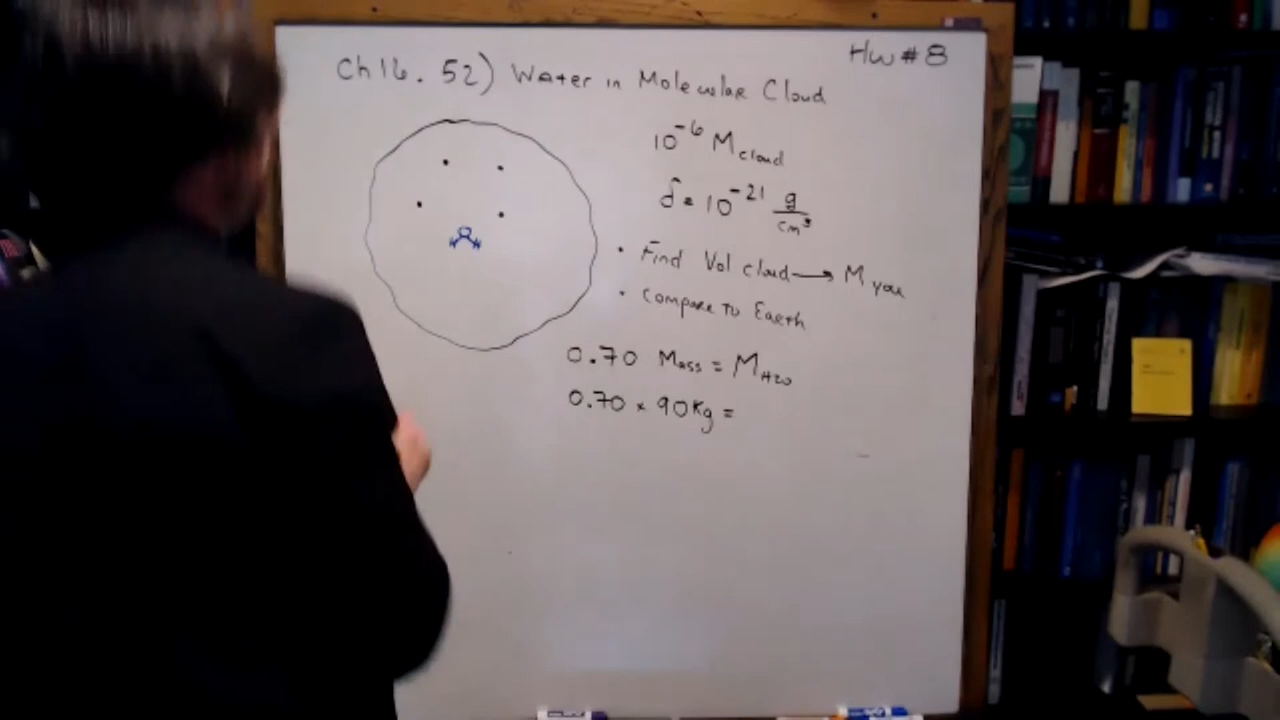 Hw # 8
Ch 16. 52) Water in Molecular Cloud
10⁻⁶ M cloud
δ = 10⁻²¹ g/cm³
• Find Vol cloud → M you
• Compare to Earth
0.70 Mass = M H2O
0.70 × 90 Kg =